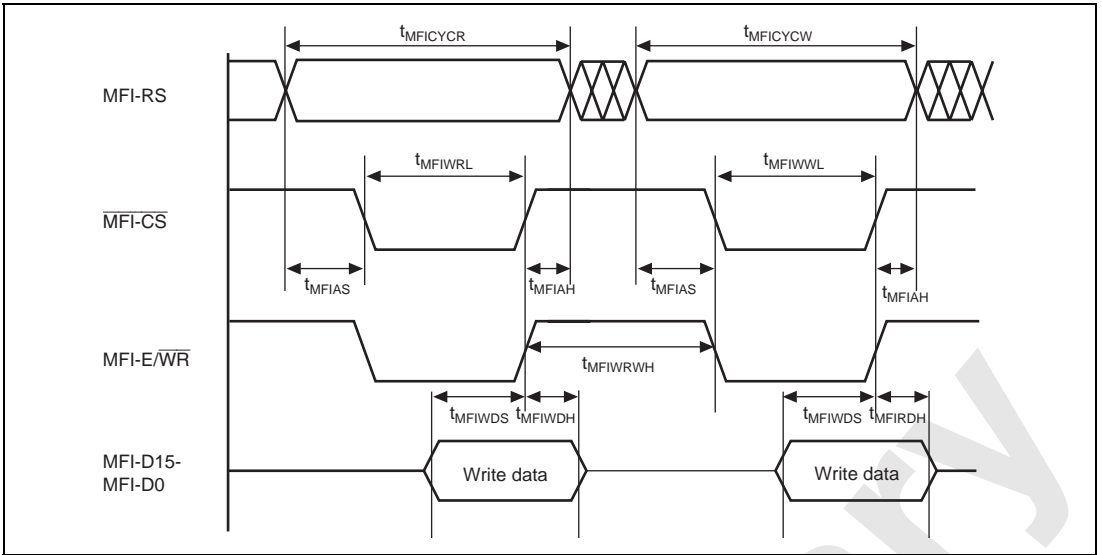 tMFICYCR tMFICYCW
MFI-RS
tMFIWRL tMFIWWL
MFI-CS
tMFIAS tMFIAH tMFIAS tMFIAH
MFI-E/WR
tMFIWRWH
tMFIWDS tMFIWDH tMFIWDS tMFIRDH
MFI-D15-
MFI-D0
Write data Write data